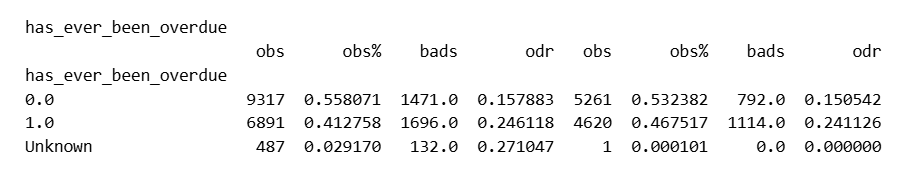 has_ever_been_overdue
obs obs% bads odr obs obs% bads odr
has_ever_been_overdue
0.0 9317 0.558071 1471.0 0.157883 5261 0.532382 792.0 0.150542
1.0 6891 0.412758 1696.0 0.246118 4620 0.467517 1114.0 0.241126
Unknown 487 0.029170 132.0 0.271047 1 0.000101 0.0 0.000000